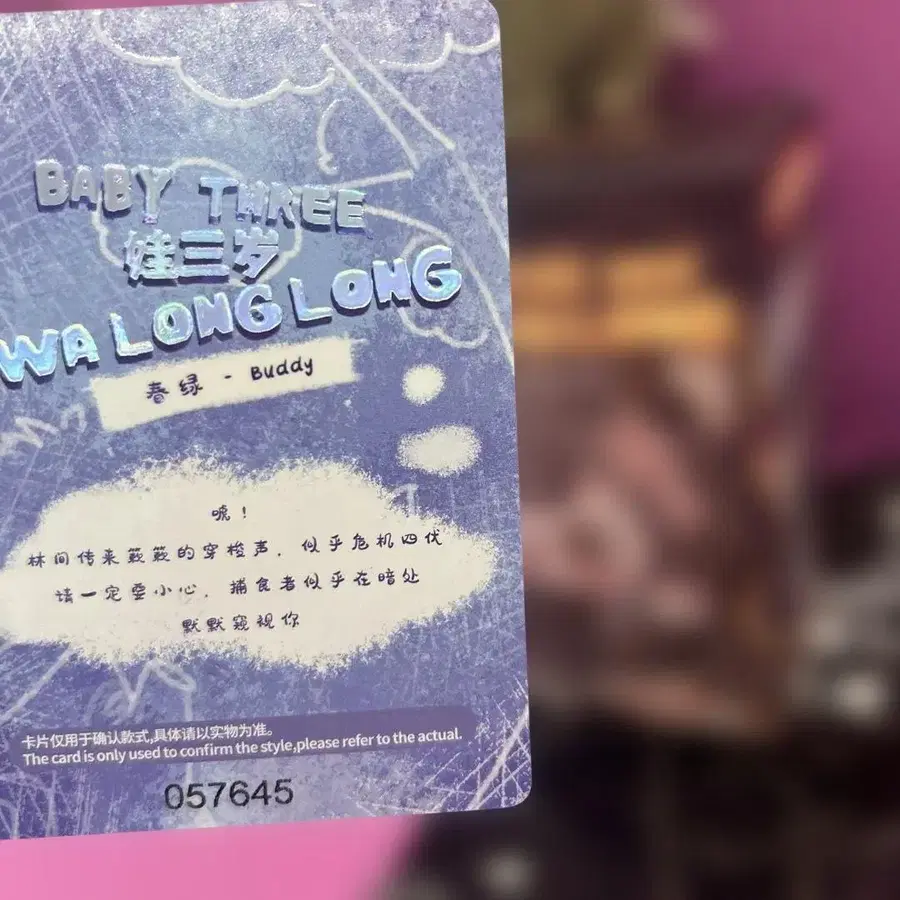 BABY THREE
娃三岁
WA LONG LONG
春绿 - Buddy
唬！
林间传来簌簌的穿梭声，似乎危机四伏
请一定要小心，捕食者似乎在暗处
默默窥视你
卡片仅用于确认款式,具体请以实物为准。
The card is only used to confirm the style,please refer to the actual.
057645